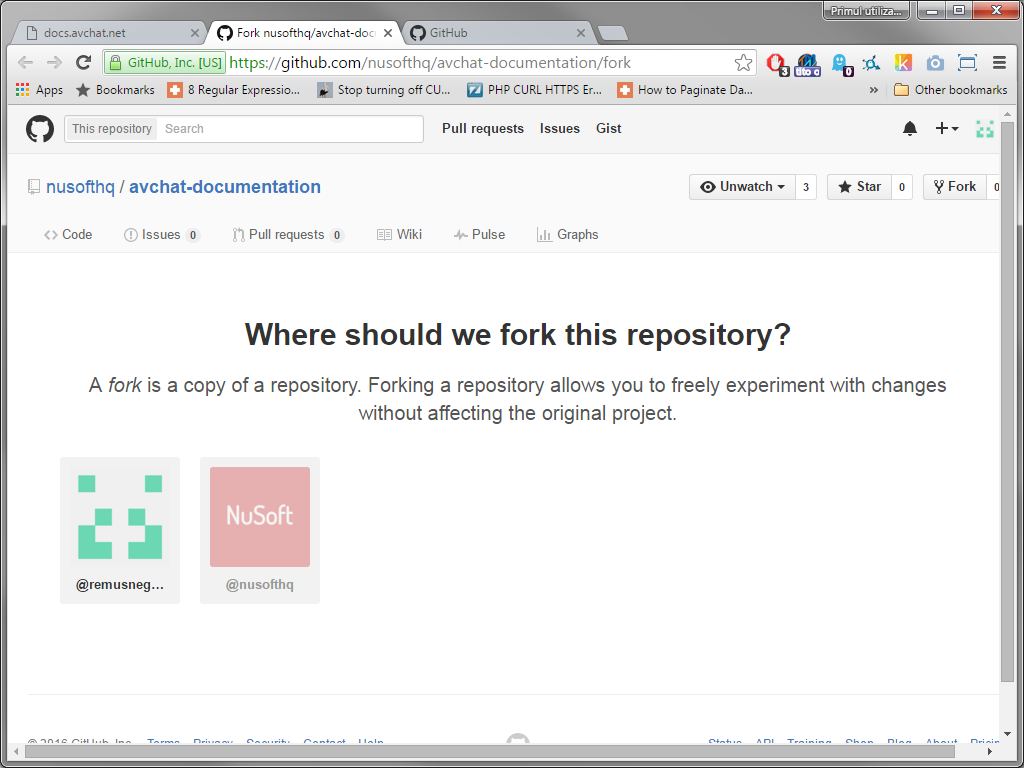 Primul utiliza...
docs.avchat.net
Fork nusofthq/avchat-doc
GitHub
GitHub, Inc. [US] https://github.com/nusofthq/avchat-documentation/fork
3
0
Apps Bookmarks 8 Regular Expressio... Stop turning off CU... PHP CURL HTTPS Er... How to Paginate Da... » Other bookmarks
This repository Search Pull requests Issues Gist
nusofthq / avchat-documentation Unwatch 3 Star 0 Fork 0
Code Issues 0 Pull requests 0 Wiki Pulse Graphs
Where should we fork this repository?
A fork is a copy of a repository. Forking a repository allows you to freely experiment with changes
without affecting the original project.
NuSoft
@remusneg... @nusofthq
© 2016 GitHub, Inc. Terms Privacy Security Contact Help Status API Training Shop Blog About Pricin